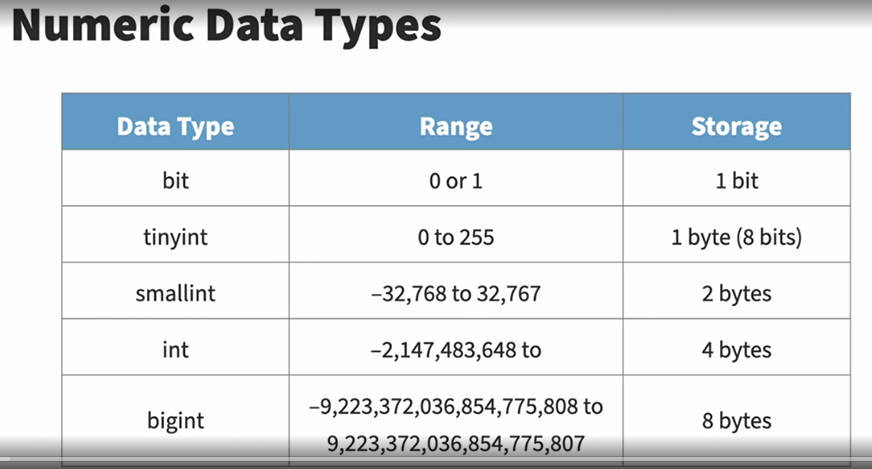 Numeric Data Types
Data Type Range Storage
bit 0 or 1 1 bit
tinyint 0 to 255 1 byte (8 bits)
smallint –32,768 to 32,767 2 bytes
int –2,147,483,648 to 4 bytes
bigint –9,223,372,036,854,775,808 to 8 bytes
9,223,372,036,854,775,807